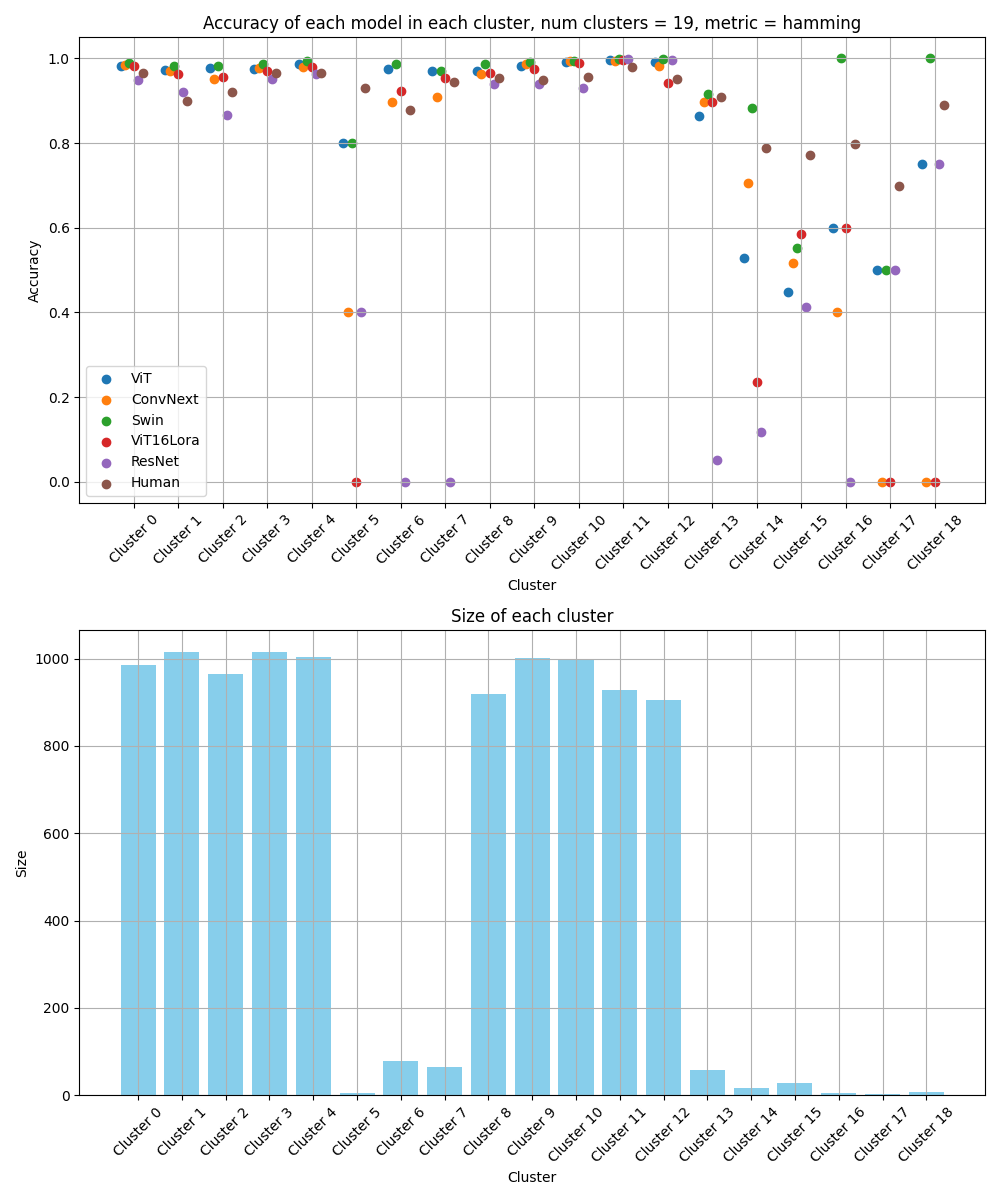 Accuracy of each model in each cluster, num clusters = 19, metric = hamming
Accuracy
1.0
0.8
0.6
0.4
0.2
0.0
ViT
ConvNext
Swin
ViT16Lora
ResNet
Human
Cluster 0
Cluster 1
Cluster 2
Cluster 3
Cluster 4
Cluster 5
Cluster 6
Cluster 7
Cluster 8
Cluster 9
Cluster 10
Cluster 11
Cluster 12
Cluster 13
Cluster 14
Cluster 15
Cluster 16
Cluster 17
Cluster 18
Cluster
Size of each cluster
Size
1000
800
600
400
200
0
Cluster 0
Cluster 1
Cluster 2
Cluster 3
Cluster 4
Cluster 5
Cluster 6
Cluster 7
Cluster 8
Cluster 9
Cluster 10
Cluster 11
Cluster 12
Cluster 13
Cluster 14
Cluster 15
Cluster 16
Cluster 17
Cluster 18
Cluster